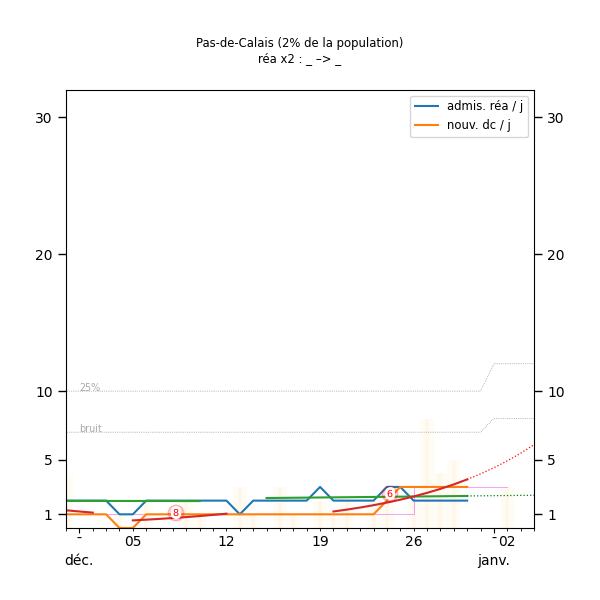 Pas-de-Calais (2% de la population)
réa x2 : _ –> _
admis. réa / j
nouv. dc / j
30 30
20 20
10 10
25%
bruit
5 5
6
8
1 1
- 05 12 19 26 - 02
déc. janv.